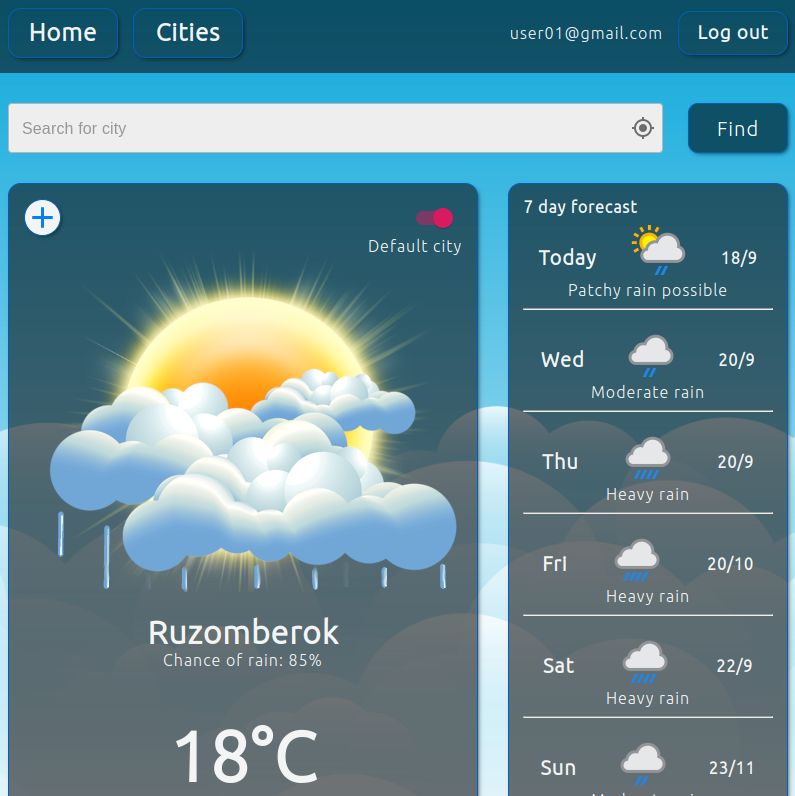 Home
Cities
user01@gmail.com
Log out
Search for city
Find
Default city
Ruzomberok
Chance of rain: 85%
18°C
7 day forecast
Today 18/9
Patchy rain possible
Wed 20/9
Moderate rain
Thu 20/9
Heavy rain
Fri 20/10
Heavy rain
Sat 22/9
Heavy rain
Sun 23/11